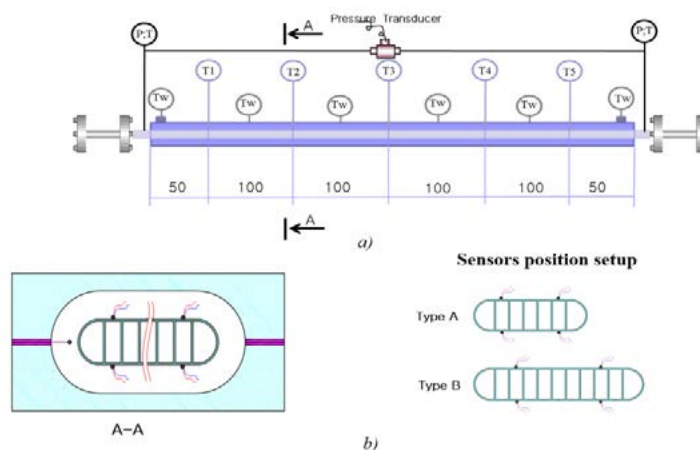 A
Pressure Transducer
P;T
P;T
T1
T2
T3
T4
T5
Tw
Tw
Tw
Tw
Tw
Tw
50
100
100
100
100
50
A
a)
Sensors position setup
Type A
Type B
A-A
b)